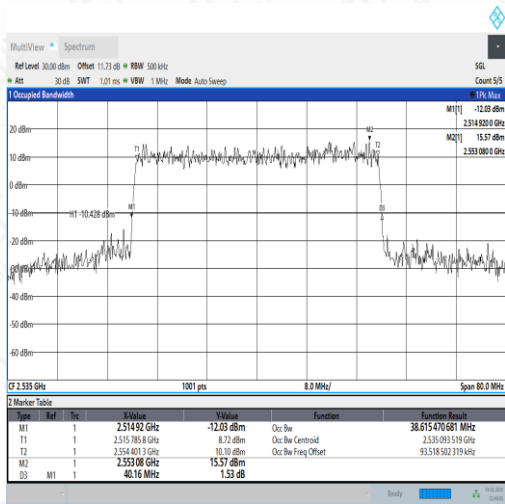 MultiView Spectrum
Ref Level 30.00 dBm Offset 11.73 dB RBW 500 kHz SGL
Att 30 dB SWT 1.01 ms VBW 1 MHz Mode Auto Sweep Count 5/5
1 Occupied Bandwidth 1Pk Max
M1[1] -12.03 dBm
2.514 920 0 GHz
M2[1] 15.57 dBm
2.553 080 0 GHz
20 dBm
M2
T1
T2
10 dBm
0 dBm
M1
D3
-10 dBm
H1 -10.428 dBm
-20 dBm
-30 dBm
-40 dBm
-50 dBm
-60 dBm
CF 2.535 GHz 1001 pts 8.0 MHz/ Span 80.0 MHz
2 Marker Table
Type Ref Trc X-Value Y-Value Function Function Result
M1 1 2.514 92 GHz -12.03 dBm Occ Bw 38.615 470 681 MHz
T1 1 2.515 785 8 GHz 8.72 dBm Occ Bw Centroid 2.535 093 519 GHz
T2 1 2.554 401 3 GHz 10.10 dBm Occ Bw Freq Offset 93.518 502 319 kHz
M2 1 2.553 08 GHz 15.57 dBm
D3 M1 1 40.16 MHz 1.53 dB
Ready